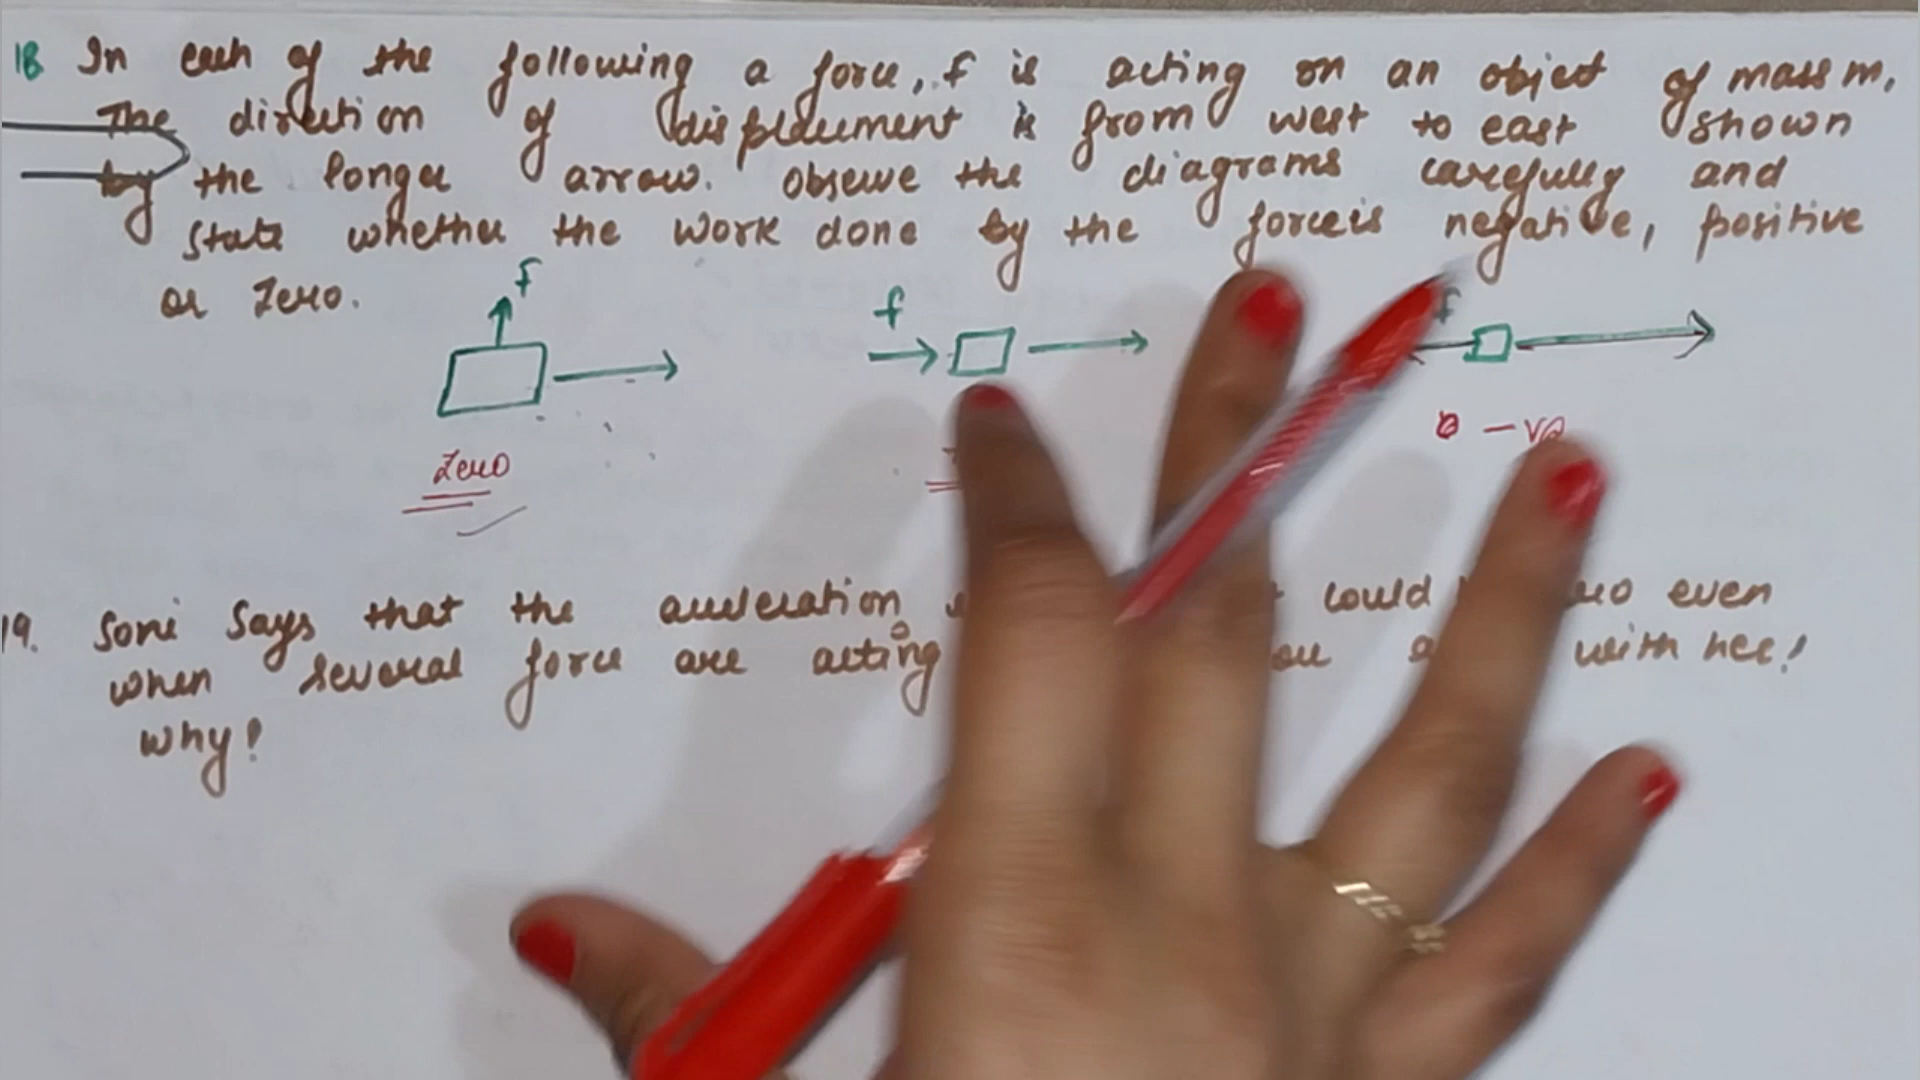 18 In each of the following a force, f is acting on an object of mass m.
The direction of displacement is from west to east shown
by the longer arrow. Observe the diagrams carefully and
state whether the work done by the force is negative, positive
or zero.
f f f
zero - ve
19. Soni says that the acceleration could even
when several force are acting with her!
why!